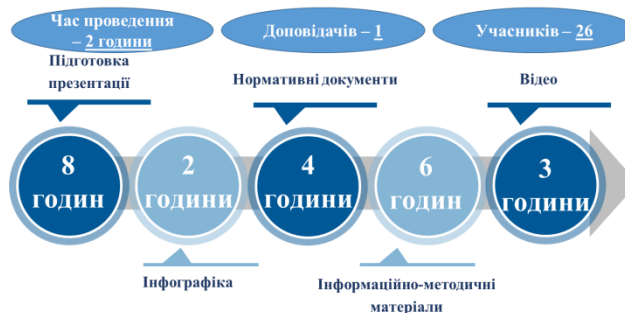 Час проведення
– 2 години
Доповідачів – 1
Учасників – 26
Підготовка
презентації
Нормативні документи
Відео
8
годин
2
години
4
години
6
годин
3
години
Інфографіка
Інформаційно-методичні
матеріали